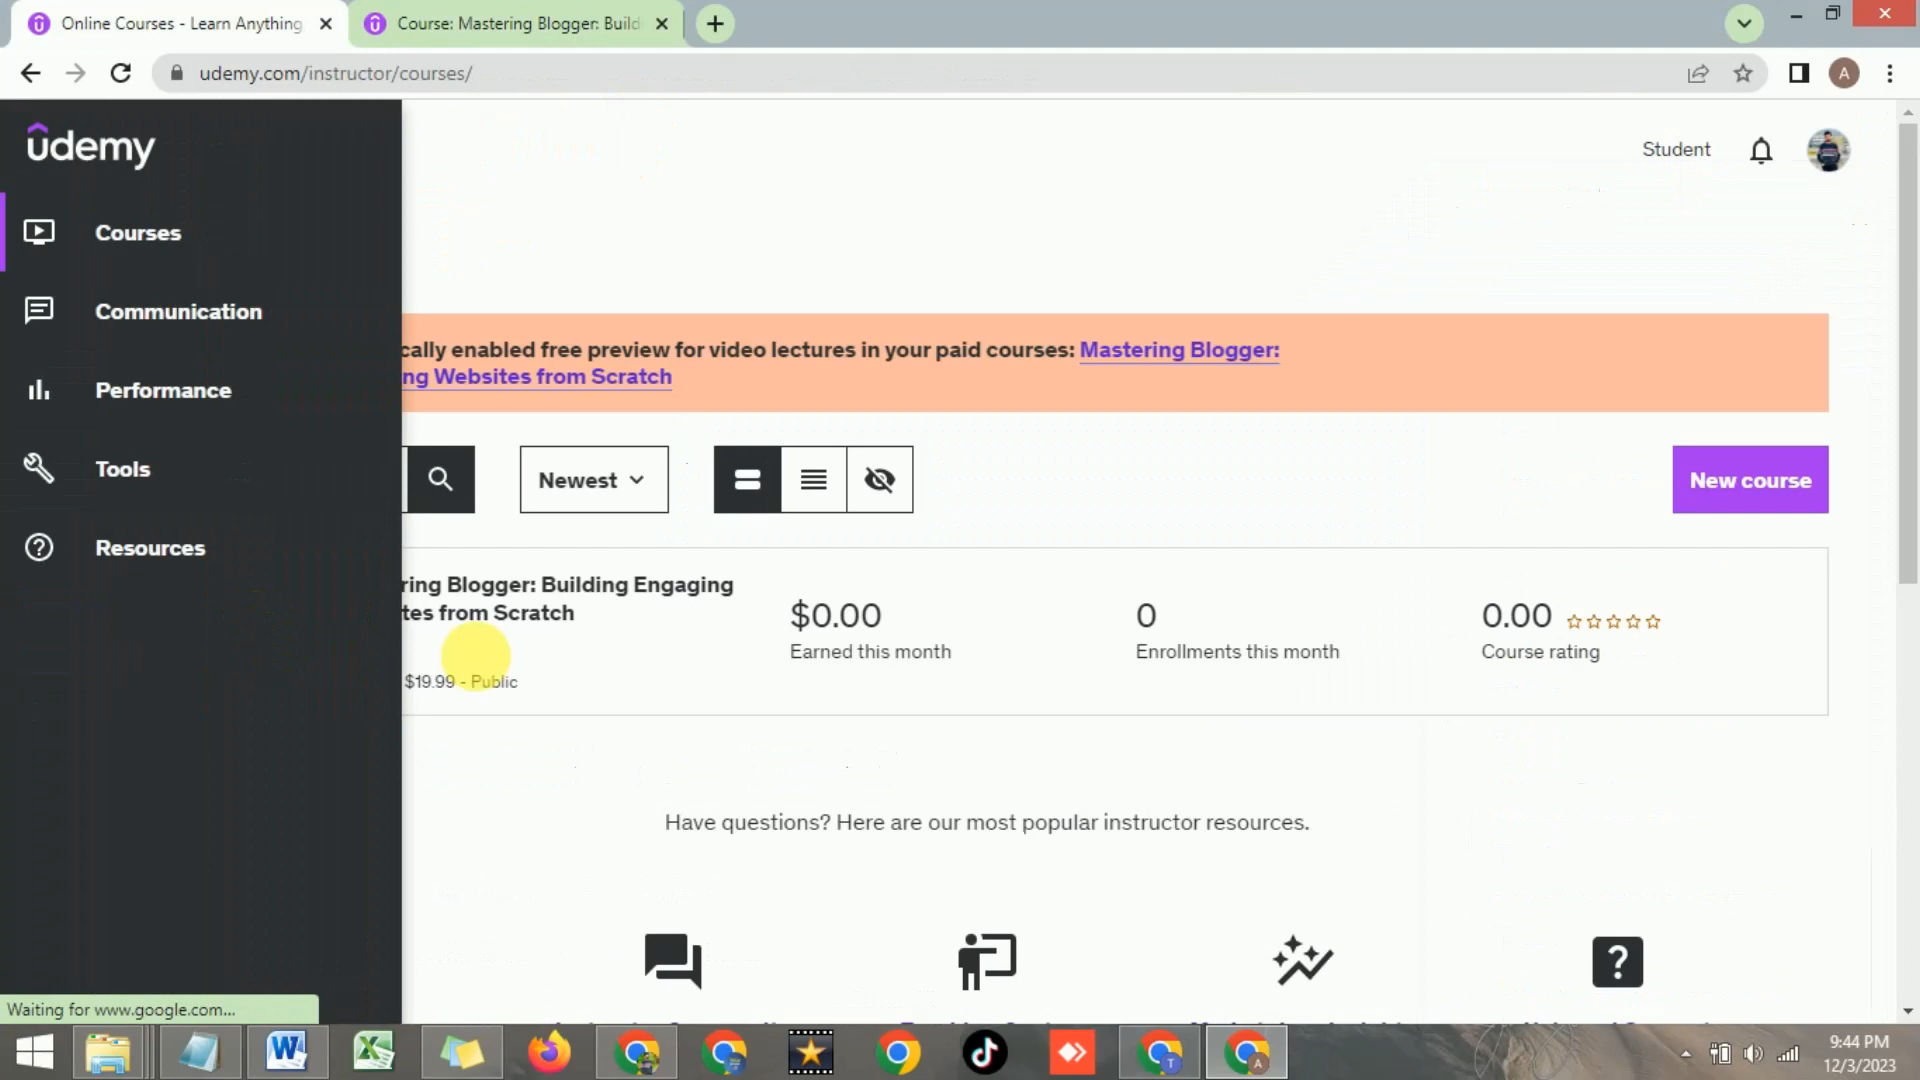 Online Courses - Learn Anything
Course: Mastering Blogger: Build
udemy.com/instructor/courses/
A
udemy
Student
Courses
Communication
Performance
Tools
Resources
cally enabled free preview for video lectures in your paid courses: Mastering Blogger:
ng Websites from Scratch
Newest
New course
ring Blogger: Building Engaging
tes from Scratch
$19.99 - Public
$0.00
Earned this month
0
Enrollments this month
0.00
Course rating
Have questions? Here are our most popular instructor resources.
Waiting for www.google.com...
9:44 PM
12/3/2023